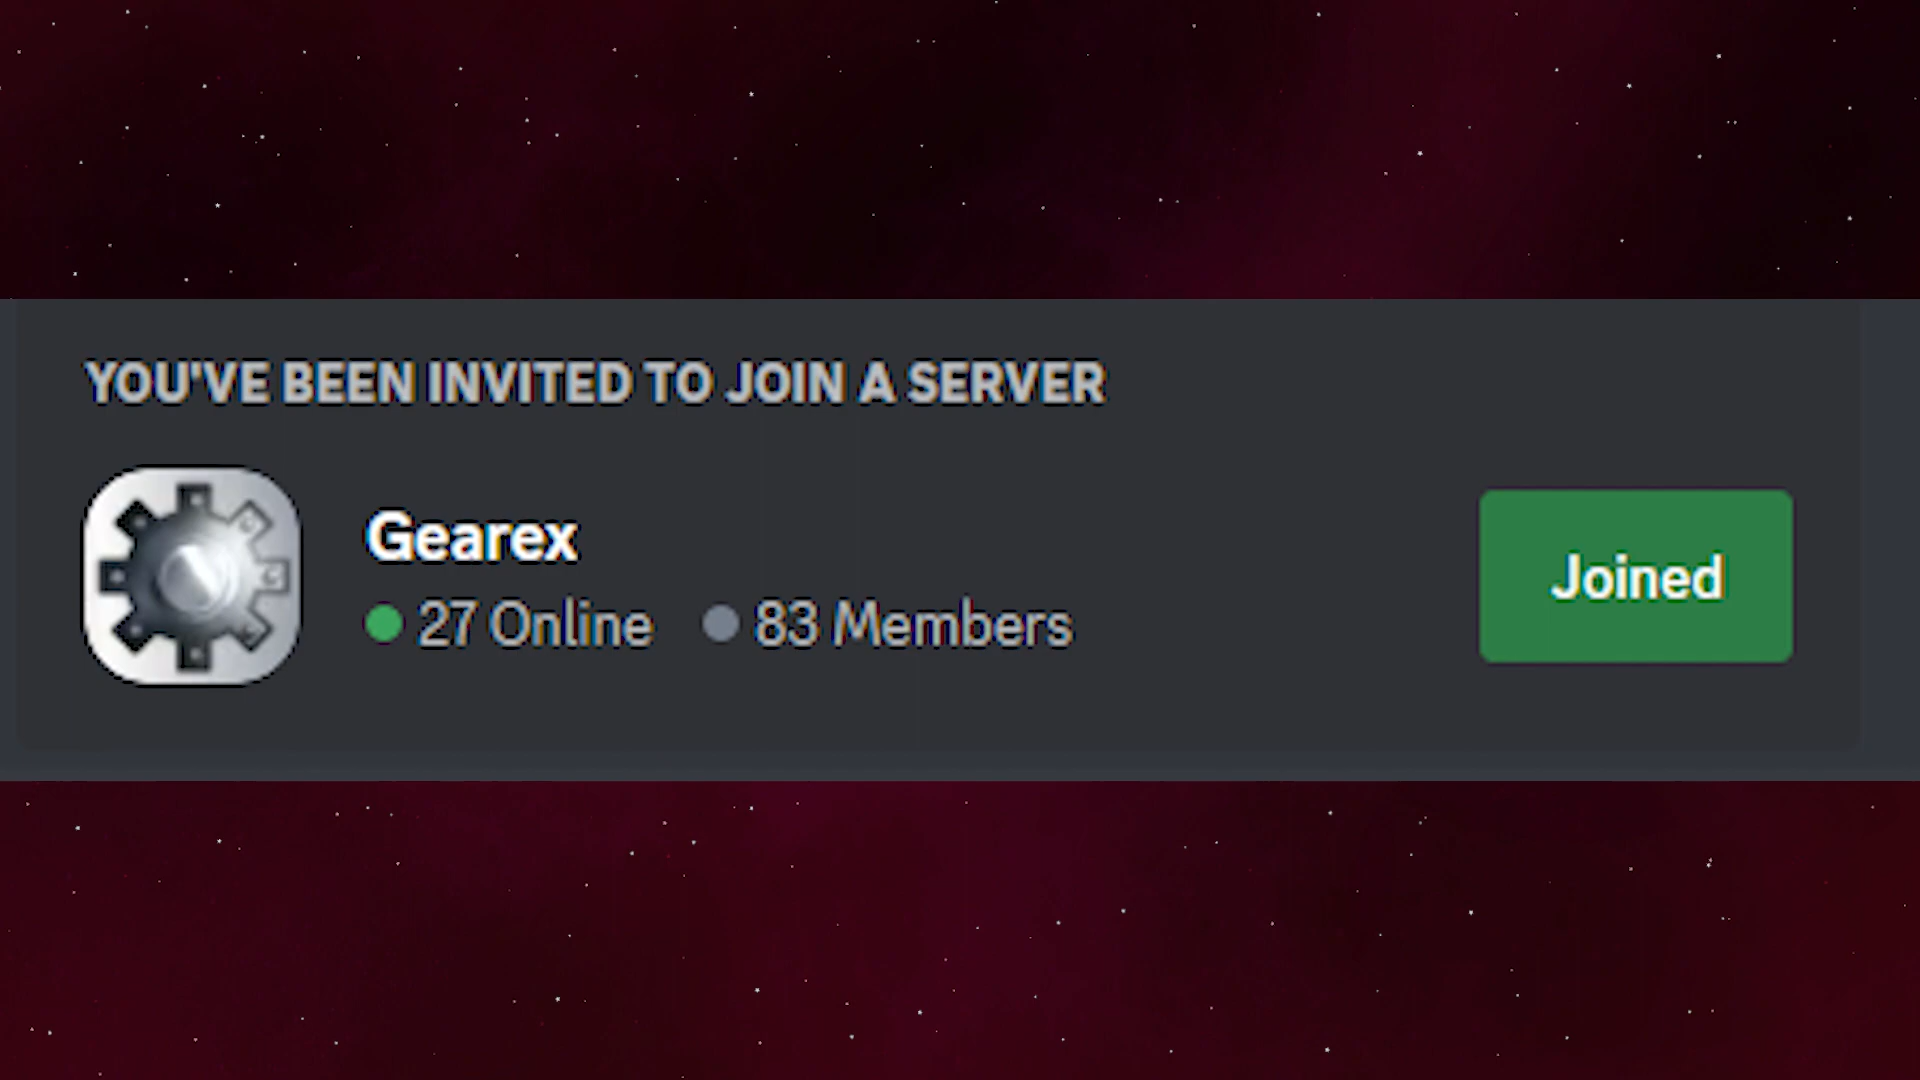 YOU'VE BEEN INVITED TO JOIN A SERVER
Gearex
27 Online 83 Members
Joined